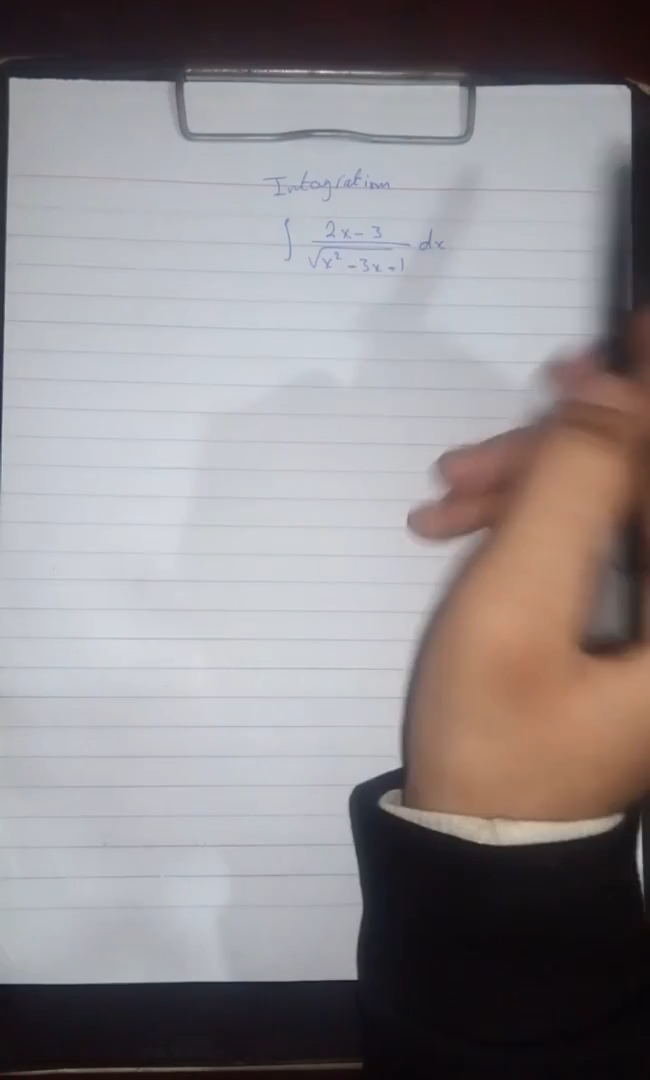 Integration
∫ 2x-3 / √x² -3x+1 dx